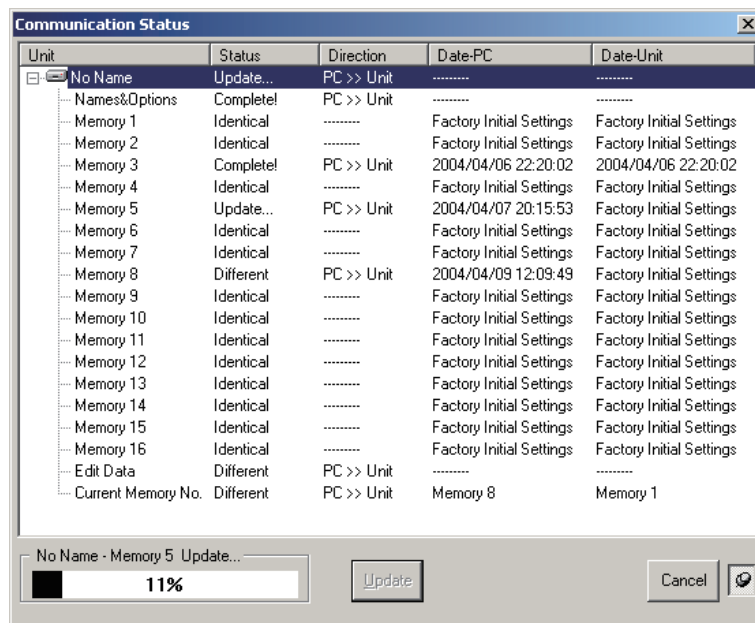 Communication Status
Unit Status Direction Date-PC Date-Unit
No Name Update... PC >> Unit --------- ---------
Names&Options Complete! PC >> Unit --------- ---------
Memory 1 Identical --------- Factory Initial Settings Factory Initial Settings
Memory 2 Identical --------- Factory Initial Settings Factory Initial Settings
Memory 3 Complete! PC >> Unit 2004/04/06 22:20:02 2004/04/06 22:20:02
Memory 4 Identical --------- Factory Initial Settings Factory Initial Settings
Memory 5 Update... PC >> Unit 2004/04/07 20:15:53 Factory Initial Settings
Memory 6 Identical --------- Factory Initial Settings Factory Initial Settings
Memory 7 Identical --------- Factory Initial Settings Factory Initial Settings
Memory 8 Different PC >> Unit 2004/04/09 12:09:49 Factory Initial Settings
Memory 9 Identical --------- Factory Initial Settings Factory Initial Settings
Memory 10 Identical --------- Factory Initial Settings Factory Initial Settings
Memory 11 Identical --------- Factory Initial Settings Factory Initial Settings
Memory 12 Identical --------- Factory Initial Settings Factory Initial Settings
Memory 13 Identical --------- Factory Initial Settings Factory Initial Settings
Memory 14 Identical --------- Factory Initial Settings Factory Initial Settings
Memory 15 Identical --------- Factory Initial Settings Factory Initial Settings
Memory 16 Identical --------- Factory Initial Settings Factory Initial Settings
Edit Data Different PC >> Unit --------- ---------
Current Memory No. Different PC >> Unit Memory 8 Memory 1
No Name - Memory 5 Update...
11%
Update
Cancel